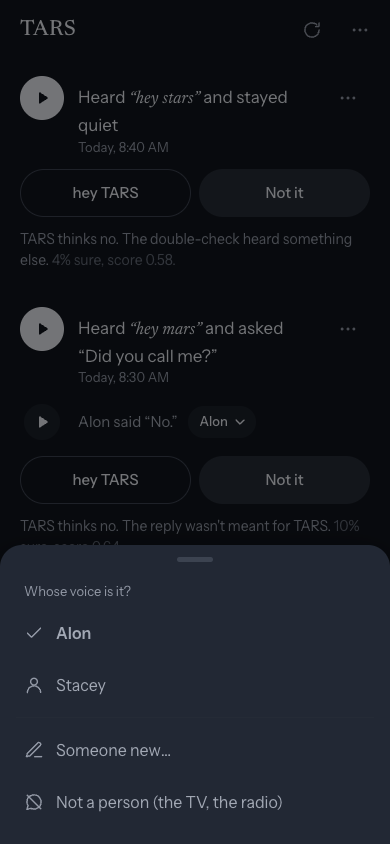 TARS
Heard “hey stars” and stayed
quiet
Today, 8:40 AM
hey TARS
Not it
TARS thinks no. The double-check heard something
else. 4% sure, score 0.58.
Heard “hey mars” and asked
“Did you call me?”
Today, 8:30 AM
Alon said “No.”
Alon
hey TARS
Not it
TARS thinks no. The reply wasn’t meant for TARS. 10%
Whose voice is it?
Alon
Stacey
Someone new…
Not a person (the TV, the radio)